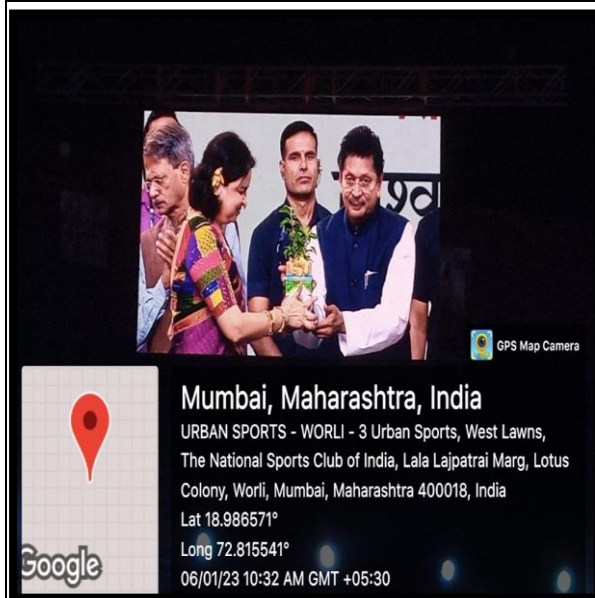 श्व
GPS Map Camera
Mumbai, Maharashtra, India
URBAN SPORTS - WORLI - 3 Urban Sports, West Lawns,
The National Sports Club of India, Lala Lajpatrai Marg, Lotus
Colony, Worli, Mumbai, Maharashtra 400018, India
Lat 18.986571°
Long 72.815541°
06/01/23 10:32 AM GMT +05:30
Google